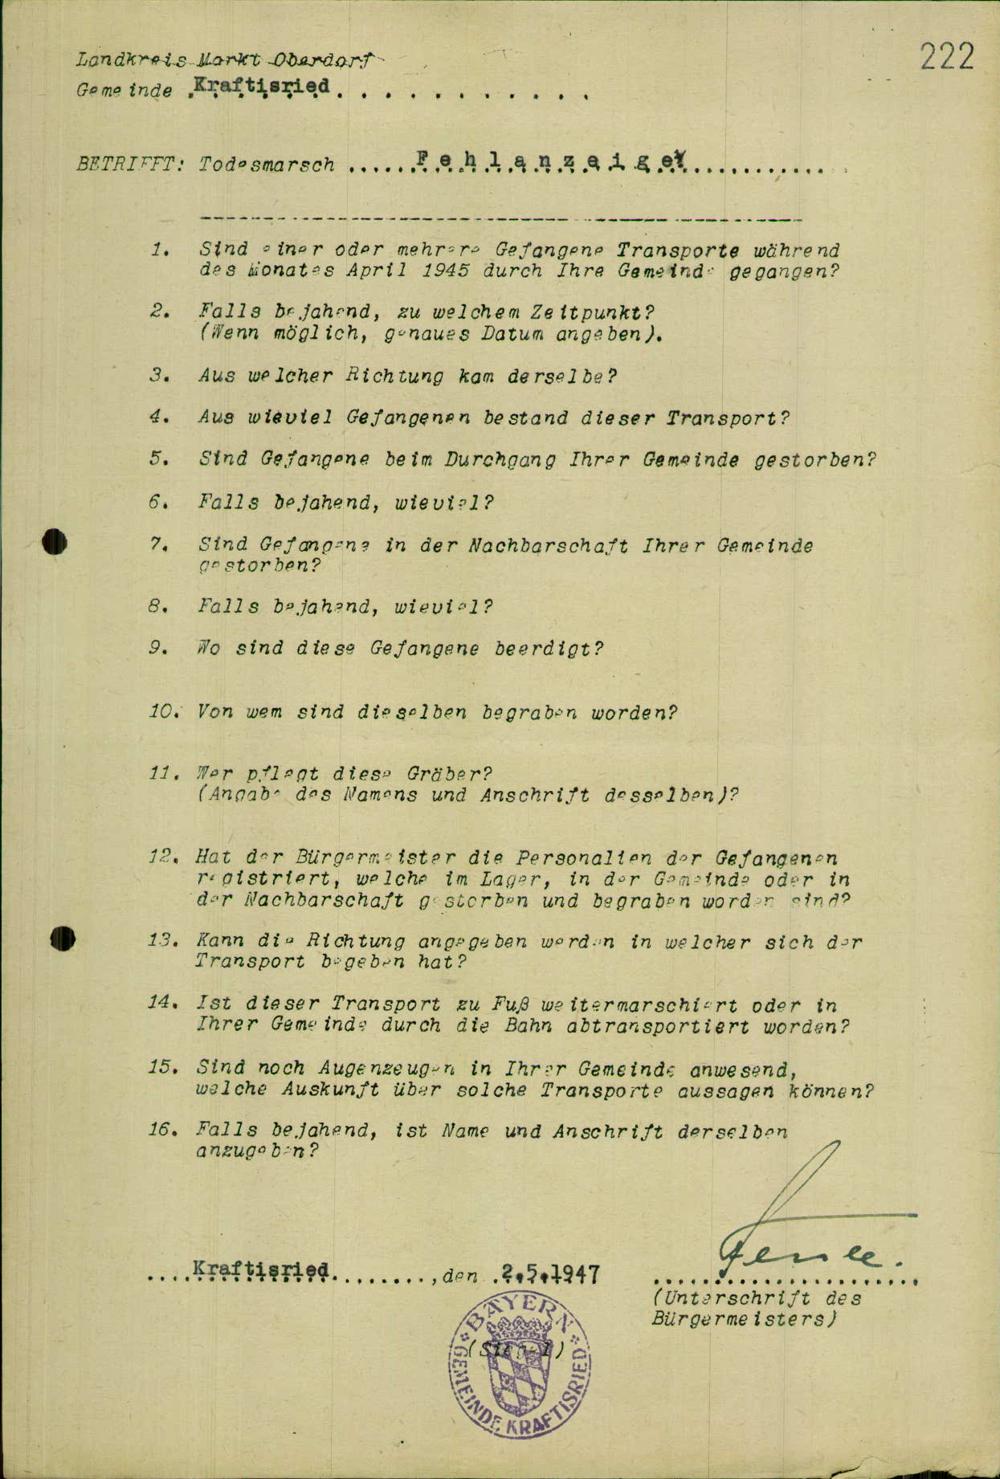 222
Landkreis Markt Oberdorf
Gemeinde .Kraftisried. . . . . . . . . . .
BETRIFFT: Todesmarsch .....F e h l a n z e i g e!.............
1. Sind einer oder mehrere Gefangene Transporte während
des Monates April 1945 durch Ihre Gemeinde gegangen?
2. Falls bejahend, zu welchem Zeitpunkt?
(Wenn möglich, genaues Datum angeben).
3. Aus welcher Richtung kam derselbe?
4. Aus wieviel Gefangenen bestand dieser Transport?
5. Sind Gefangene beim Durchgang Ihrer Gemeinde gestorben?
6. Falls bejahend, wieviel?
7. Sind Gefangene in der Nachbarschaft Ihrer Gemeinde
gestorben?
8. Falls bejahend, wieviel?
9. Wo sind diese Gefangene beerdigt?
10. Von wem sind dieselben begraben worden?
11. Wer pflegt diese Gräber?
(Angabe des Namens und Anschrift desselben)?
12. Hat der Bürgermeister die Personalien der Gefangenen
registriert, welche im Lager, in der Gemeinde oder in
der Nachbarschaft gestorben und begraben worden sind?
13. Kann die Richtung angegeben werden in welcher sich der
Transport begeben hat?
14. Ist dieser Transport zu Fuß weitermarschiert oder in
Ihrer Gemeinde durch die Bahn abtransportiert worden?
15. Sind noch Augenzeugen in Ihrer Gemeinde anwesend,
welche Auskunft über solche Transporte aussagen können?
16. Falls bejahend, ist Name und Anschrift derselben
anzugeben?
....Kraftisried........,den .2.5.1947
(Unterschrift des
Bürgermeisters)
BAYERN
(Stempel)
GEMEINDE KRAFTISRIED